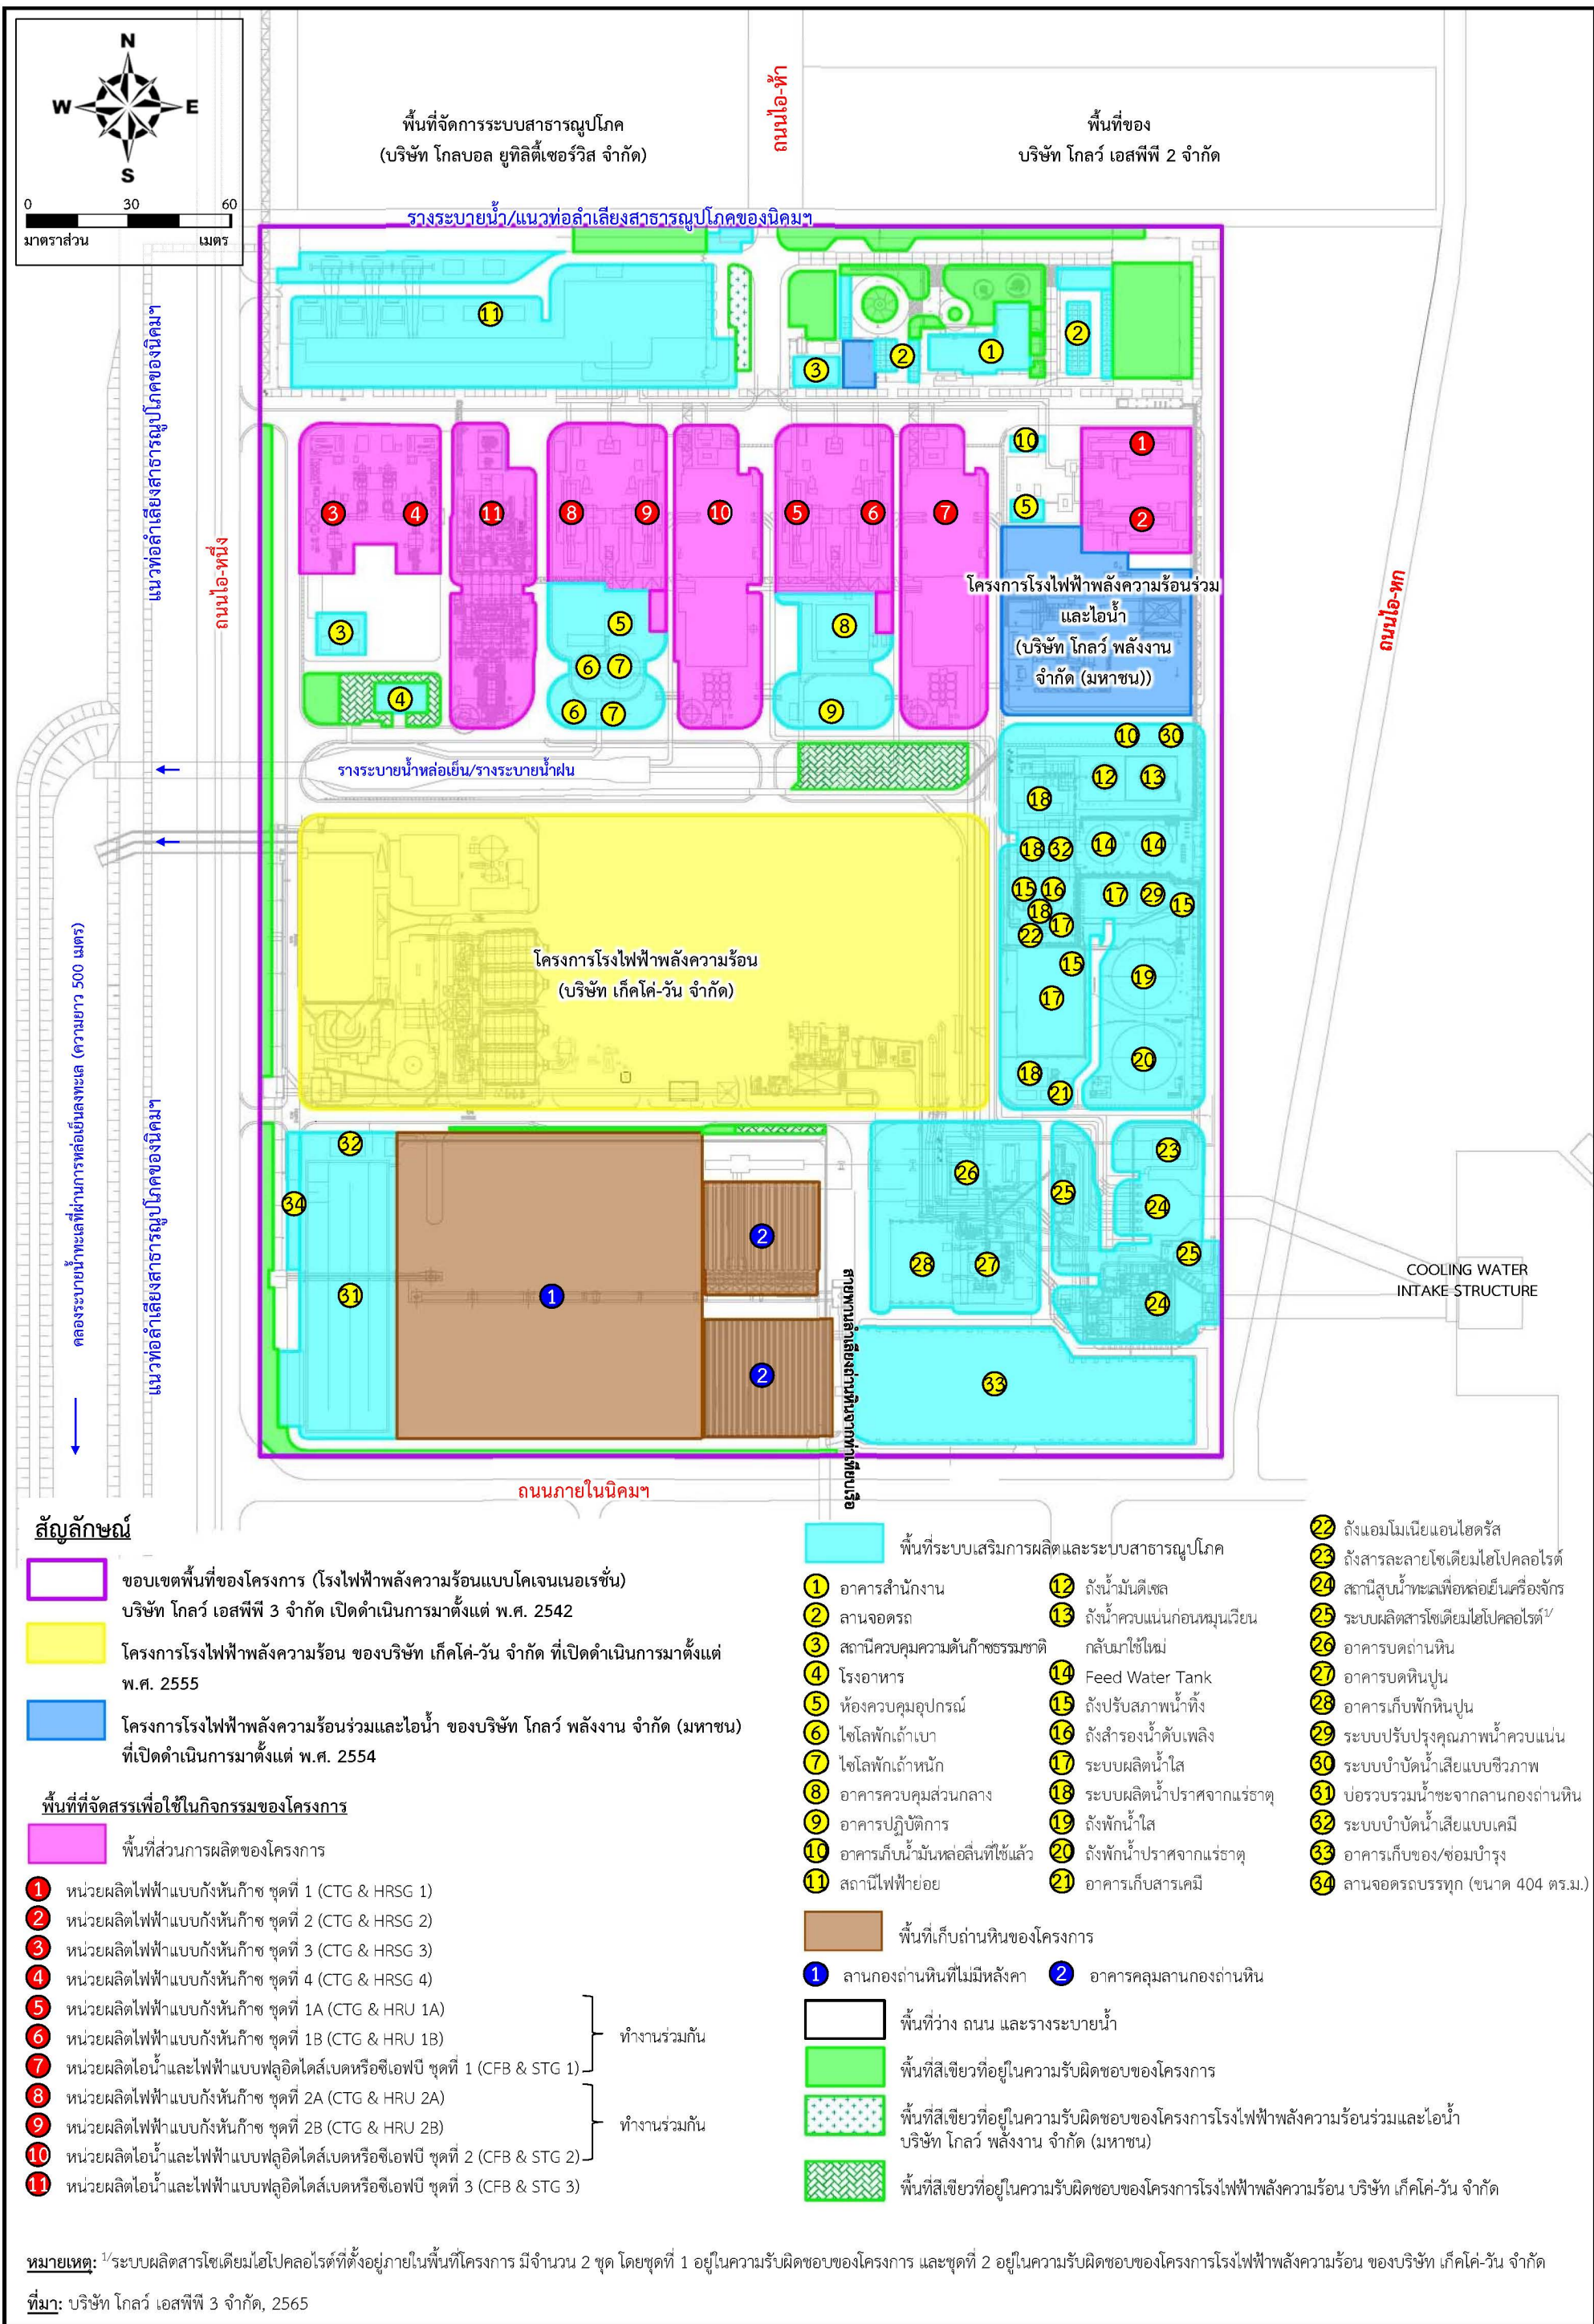 N
W E
S
0 30 60
มาตราส่วน เมตร
พื้นที่จัดการระบบสาธารณูปโภค
(บริษัท โกลบอล ยูทิลิตี้เซอร์วิส จำกัด)
ถนนไอ-ห้า
พื้นที่ของ
บริษัท โกลว์ เอสพีพี 2 จำกัด
รางระบายน้ำ/แนวท่อลำเลียงสาธารณูปโภคของนิคมฯ
แนวท่อลำเลียงสาธารณูปโภคของนิคมฯ
ถนนไอ-หนึ่ง
ถนนไอ-หก
11
3
2
1
2
3
4
11
8
9
10
5
6
7
10
5
1
2
3
4
5
6
7
6
7
8
9
โครงการโรงไฟฟ้าพลังความร้อนร่วม
และไอน้ำ
(บริษัท โกลว์ พลังงาน
จำกัด (มหาชน))
รางระบายน้ำหล่อเย็น/รางระบายน้ำฝน
10 30
12 13
18
18 32 14 14
15 16 17 29 15
18 17
22
15 19
17
20
18
21
โครงการโรงไฟฟ้าพลังความร้อน
(บริษัท เก็คโค่-วัน จำกัด)
คลองระบายน้ำทะเลที่ผ่านการหล่อเย็นลงทะเล (ความยาว 500 เมตร)
แนวท่อลำเลียงสาธารณูปโภคของนิคมฯ
32
34
31
1
2
2
26
28
27
25
23
24
25
24
33
สายพานลำเลียงถ่านหินจากท่าเทียบเรือ
COOLING WATER
INTAKE STRUCTURE
ถนนภายในนิคมฯ
สัญลักษณ์
ขอบเขตพื้นที่ของโครงการ (โรงไฟฟ้าพลังความร้อนแบบโคเจนเนอเรชั่น)
บริษัท โกลว์ เอสพีพี 3 จำกัด เปิดดำเนินการมาตั้งแต่ พ.ศ. 2542
โครงการโรงไฟฟ้าพลังความร้อน ของบริษัท เก็คโค่-วัน จำกัด ที่เปิดดำเนินการมาตั้งแต่
พ.ศ. 2555
โครงการโรงไฟฟ้าพลังความร้อนร่วมและไอน้ำ ของบริษัท โกลว์ พลังงาน จำกัด (มหาชน)
ที่เปิดดำเนินการมาตั้งแต่ พ.ศ. 2554
พื้นที่ที่จัดสรรเพื่อใช้ในกิจกรรมของโครงการ
พื้นที่ส่วนการผลิตของโครงการ
1 หน่วยผลิตไฟฟ้าแบบกังหันก๊าซ ชุดที่ 1 (CTG & HRSG 1)
2 หน่วยผลิตไฟฟ้าแบบกังหันก๊าซ ชุดที่ 2 (CTG & HRSG 2)
3 หน่วยผลิตไฟฟ้าแบบกังหันก๊าซ ชุดที่ 3 (CTG & HRSG 3)
4 หน่วยผลิตไฟฟ้าแบบกังหันก๊าซ ชุดที่ 4 (CTG & HRSG 4)
5 หน่วยผลิตไฟฟ้าแบบกังหันก๊าซ ชุดที่ 1A (CTG & HRU 1A)
6 หน่วยผลิตไฟฟ้าแบบกังหันก๊าซ ชุดที่ 1B (CTG & HRU 1B)
ทำงานร่วมกัน
7 หน่วยผลิตไอน้ำและไฟฟ้าแบบฟลูอิดไดส์เบดหรือซีเอฟบี ชุดที่ 1 (CFB & STG 1)
8 หน่วยผลิตไฟฟ้าแบบกังหันก๊าซ ชุดที่ 2A (CTG & HRU 2A)
9 หน่วยผลิตไฟฟ้าแบบกังหันก๊าซ ชุดที่ 2B (CTG & HRU 2B)
ทำงานร่วมกัน
10 หน่วยผลิตไอน้ำและไฟฟ้าแบบฟลูอิดไดส์เบดหรือซีเอฟบี ชุดที่ 2 (CFB & STG 2)
11 หน่วยผลิตไอน้ำและไฟฟ้าแบบฟลูอิดไดส์เบดหรือซีเอฟบี ชุดที่ 3 (CFB & STG 3)
พื้นที่ระบบเสริมการผลิตและระบบสาธารณูปโภค
1 อาคารสำนักงาน
2 ลานจอดรถ
3 สถานีควบคุมความดันก๊าซธรรมชาติ
4 โรงอาหาร
5 ห้องควบคุมอุปกรณ์
6 ไซโลพักเถ้าเบา
7 ไซโลพักเถ้าหนัก
8 อาคารควบคุมส่วนกลาง
9 อาคารปฏิบัติการ
10 อาคารเก็บน้ำมันหล่อลื่นที่ใช้แล้ว
11 สถานีไฟฟ้าย่อย
12 ถังน้ำมันดีเซล
13 ถังน้ำควบแน่นก่อนหมุนเวียน
กลับมาใช้ใหม่
14 Feed Water Tank
15 ถังปรับสภาพน้ำทิ้ง
16 ถังสำรองน้ำดับเพลิง
17 ระบบผลิตน้ำใส
18 ระบบผลิตน้ำปราศจากแร่ธาตุ
19 ถังพักน้ำใส
20 ถังพักน้ำปราศจากแร่ธาตุ
21 อาคารเก็บสารเคมี
22 ถังแอมโมเนียแอนไฮดรัส
23 ถังสารละลายโซเดียมไฮโปคลอไรต์
24 สถานีสูบน้ำทะเลเพื่อหล่อเย็นเครื่องจักร
25 ระบบผลิตสารโซเดียมไฮโปคลอไรต์1/
26 อาคารบดถ่านหิน
27 อาคารบดหินปูน
28 อาคารเก็บพักหินปูน
29 ระบบปรับปรุงคุณภาพน้ำควบแน่น
30 ระบบบำบัดน้ำเสียแบบชีวภาพ
31 บ่อรวบรวมน้ำชะจากลานกองถ่านหิน
32 ระบบบำบัดน้ำเสียแบบเคมี
33 อาคารเก็บของ/ซ่อมบำรุง
34 ลานจอดรถบรรทุก (ขนาด 404 ตร.ม.)
พื้นที่เก็บถ่านหินของโครงการ
1 ลานกองถ่านหินที่ไม่มีหลังคา 2 อาคารคลุมลานกองถ่านหิน
พื้นที่ว่าง ถนน และรางระบายน้ำ
พื้นที่สีเขียวที่อยู่ในความรับผิดชอบของโครงการ
พื้นที่สีเขียวที่อยู่ในความรับผิดชอบของโครงการโรงไฟฟ้าพลังความร้อนร่วมและไอน้ำ
บริษัท โกลว์ พลังงาน จำกัด (มหาชน)
พื้นที่สีเขียวที่อยู่ในความรับผิดชอบของโครงการโรงไฟฟ้าพลังความร้อน บริษัท เก็คโค่-วัน จำกัด
หมายเหตุ: 1/ระบบผลิตสารโซเดียมไฮโปคลอไรต์ที่ตั้งอยู่ภายในพื้นที่โครงการ มีจำนวน 2 ชุด โดยชุดที่ 1 อยู่ในความรับผิดชอบของโครงการ และชุดที่ 2 อยู่ในความรับผิดชอบของโครงการโรงไฟฟ้าพลังความร้อน ของบริษัท เก็คโค่-วัน จำกัด
ที่มา: บริษัท โกลว์ เอสพีพี 3 จำกัด, 2565